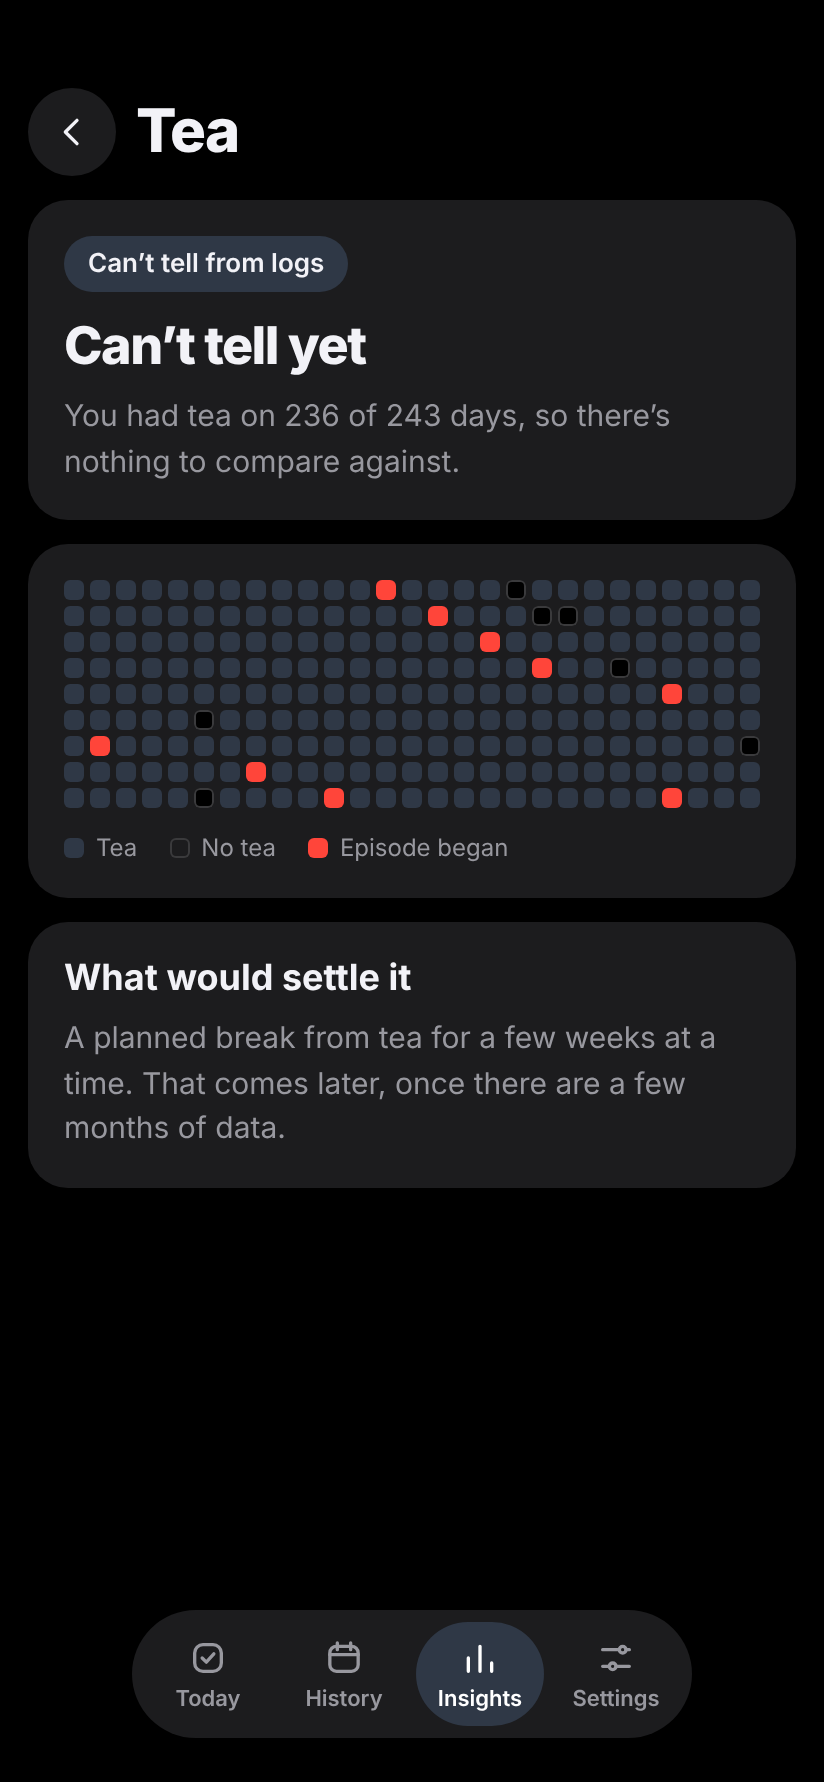 Tea
Can’t tell from logs
Can’t tell yet
You had tea on 236 of 243 days, so there’s
nothing to compare against.
Tea
No tea
Episode began
What would settle it
A planned break from tea for a few weeks at a
time. That comes later, once there are a few
months of data.
Today
History
Insights
Settings